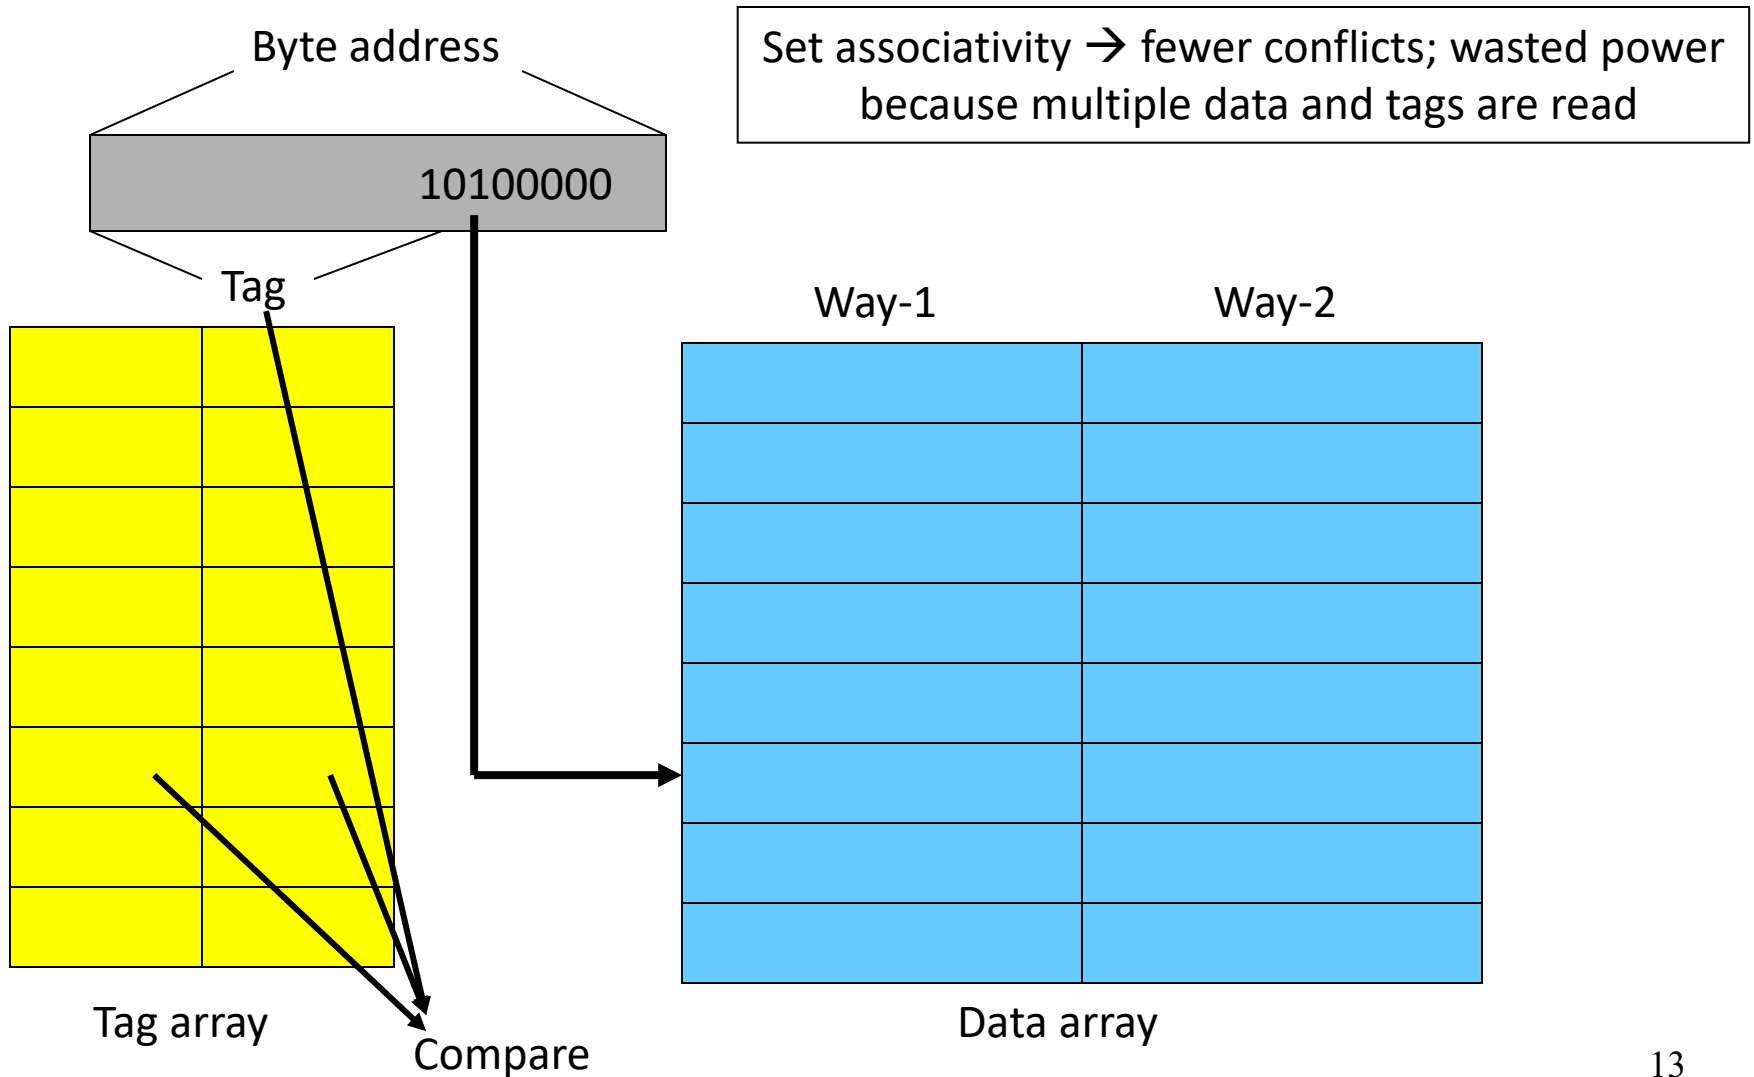 Byte address
Set associativity → fewer conflicts; wasted power
because multiple data and tags are read
10100000
Tag
Way-1
Way-2
Tag array
Data array
Compare
13